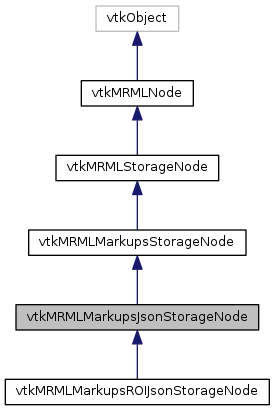 vtkObject
vtkMRMLNode
vtkMRMLStorageNode
vtkMRMLMarkupsStorageNode
vtkMRMLMarkupsJsonStorageNode
vtkMRMLMarkupsROIJsonStorageNode